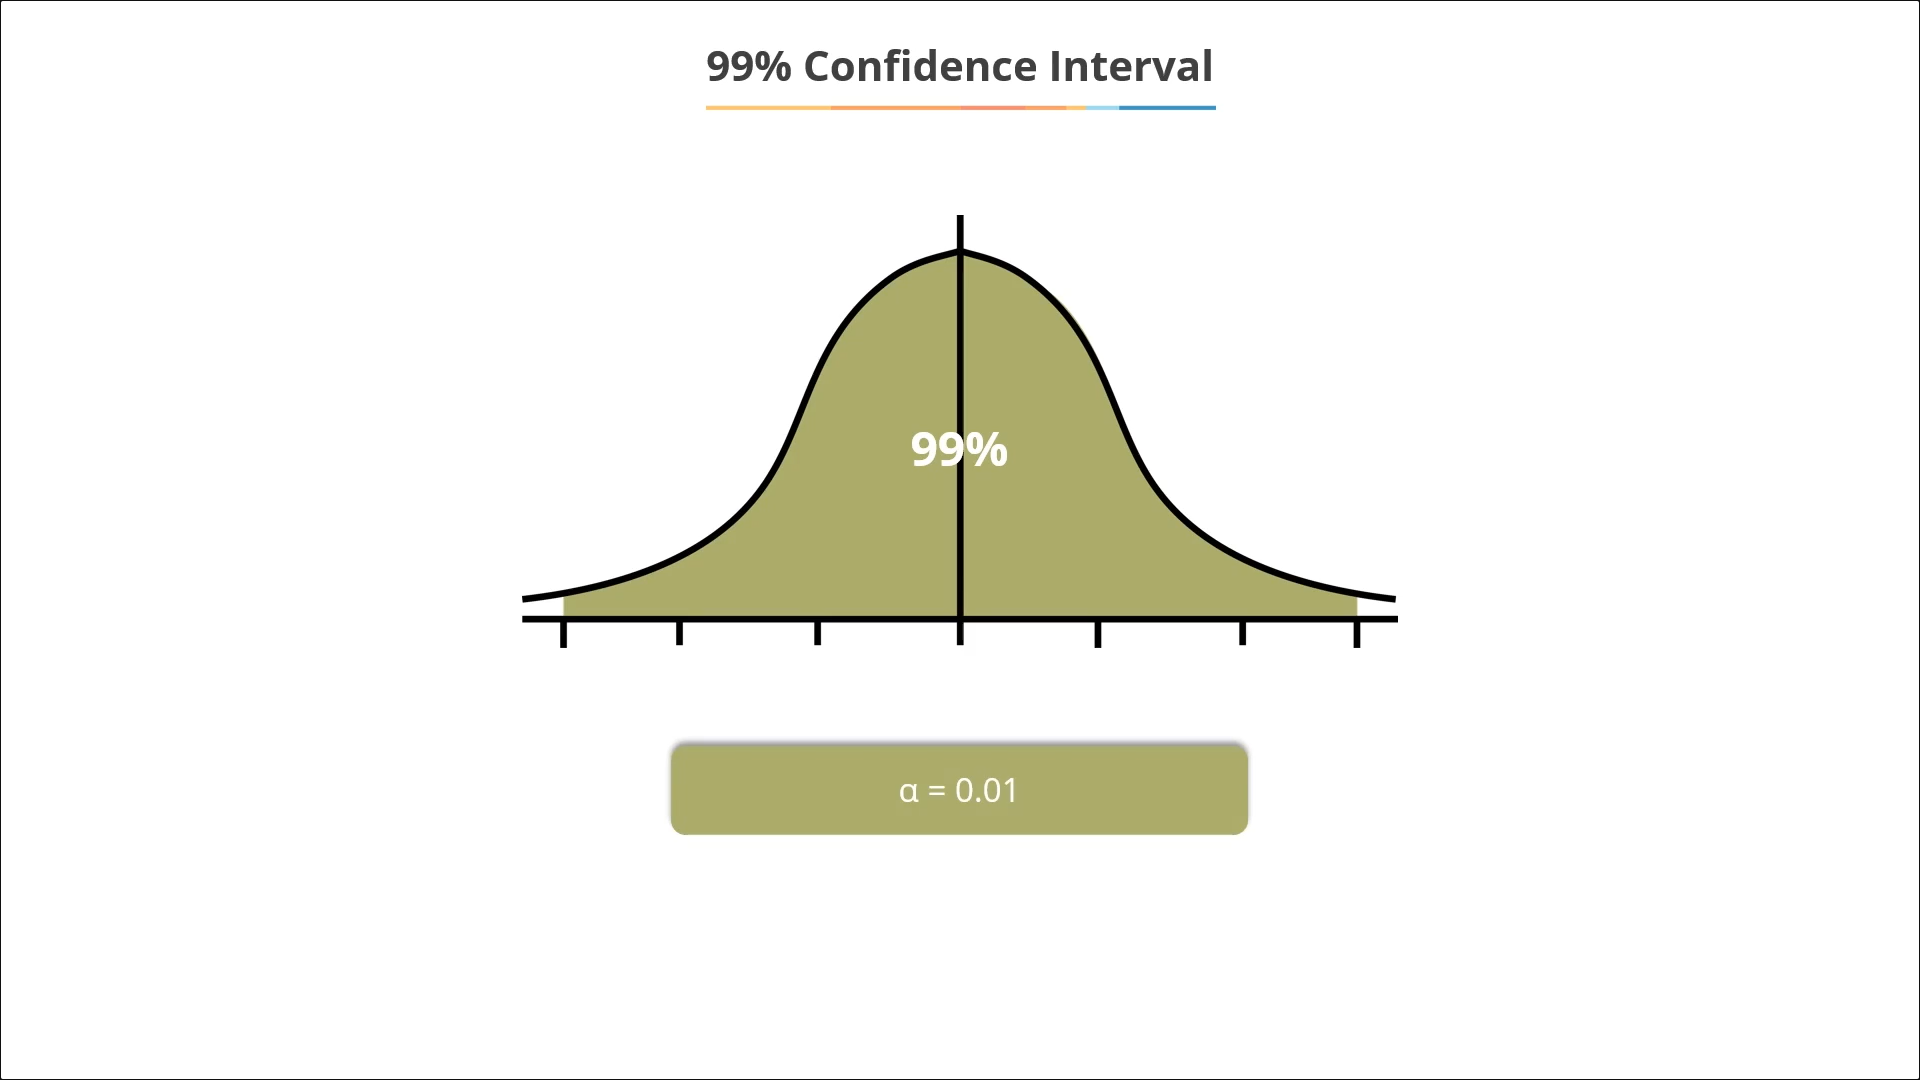 99% Confidence Interval
99%
α = 0.01